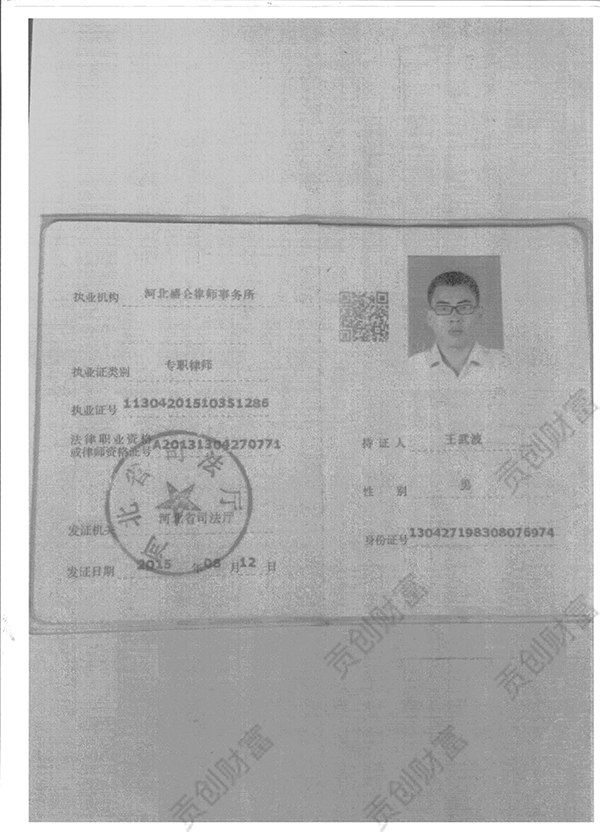 执业机构 河北盛仑律师事务所
执业证类别 专职律师
执业证号 11304201510351286
法律职业资格
或律师资格证号 A20131304270771
发证机关 河北省司法厅
发证日期 2015 年 08 月 12 日
河北省司法厅
持证人 王武波
性别 男
身份证号 130427198308076974
贡创财富
贡创财富
贡创财富
贡创财富
贡创财富